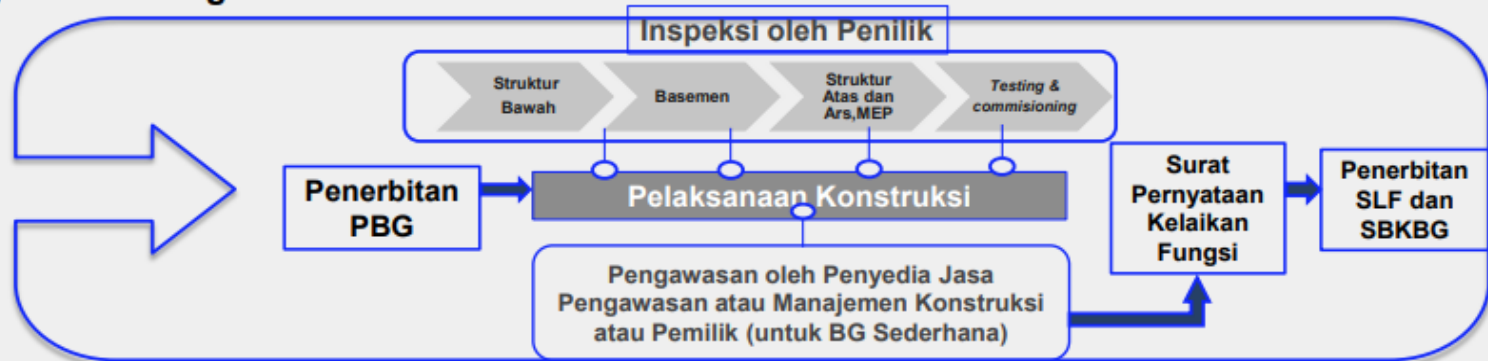 Inspeksi oleh Penilik
Struktur
Bawah
Basemen
Struktur
Atas dan
Ars,MEP
Testing &
commisioning
Penerbitan
PBG
Pelaksanaan Konstruksi
Pengawasan oleh Penyedia Jasa
Pengawasan atau Manajemen Konstruksi
atau Pemilik (untuk BG Sederhana)
Surat
Pernyataan
Kelaikan
Fungsi
Penerbitan
SLF dan
SBKBG